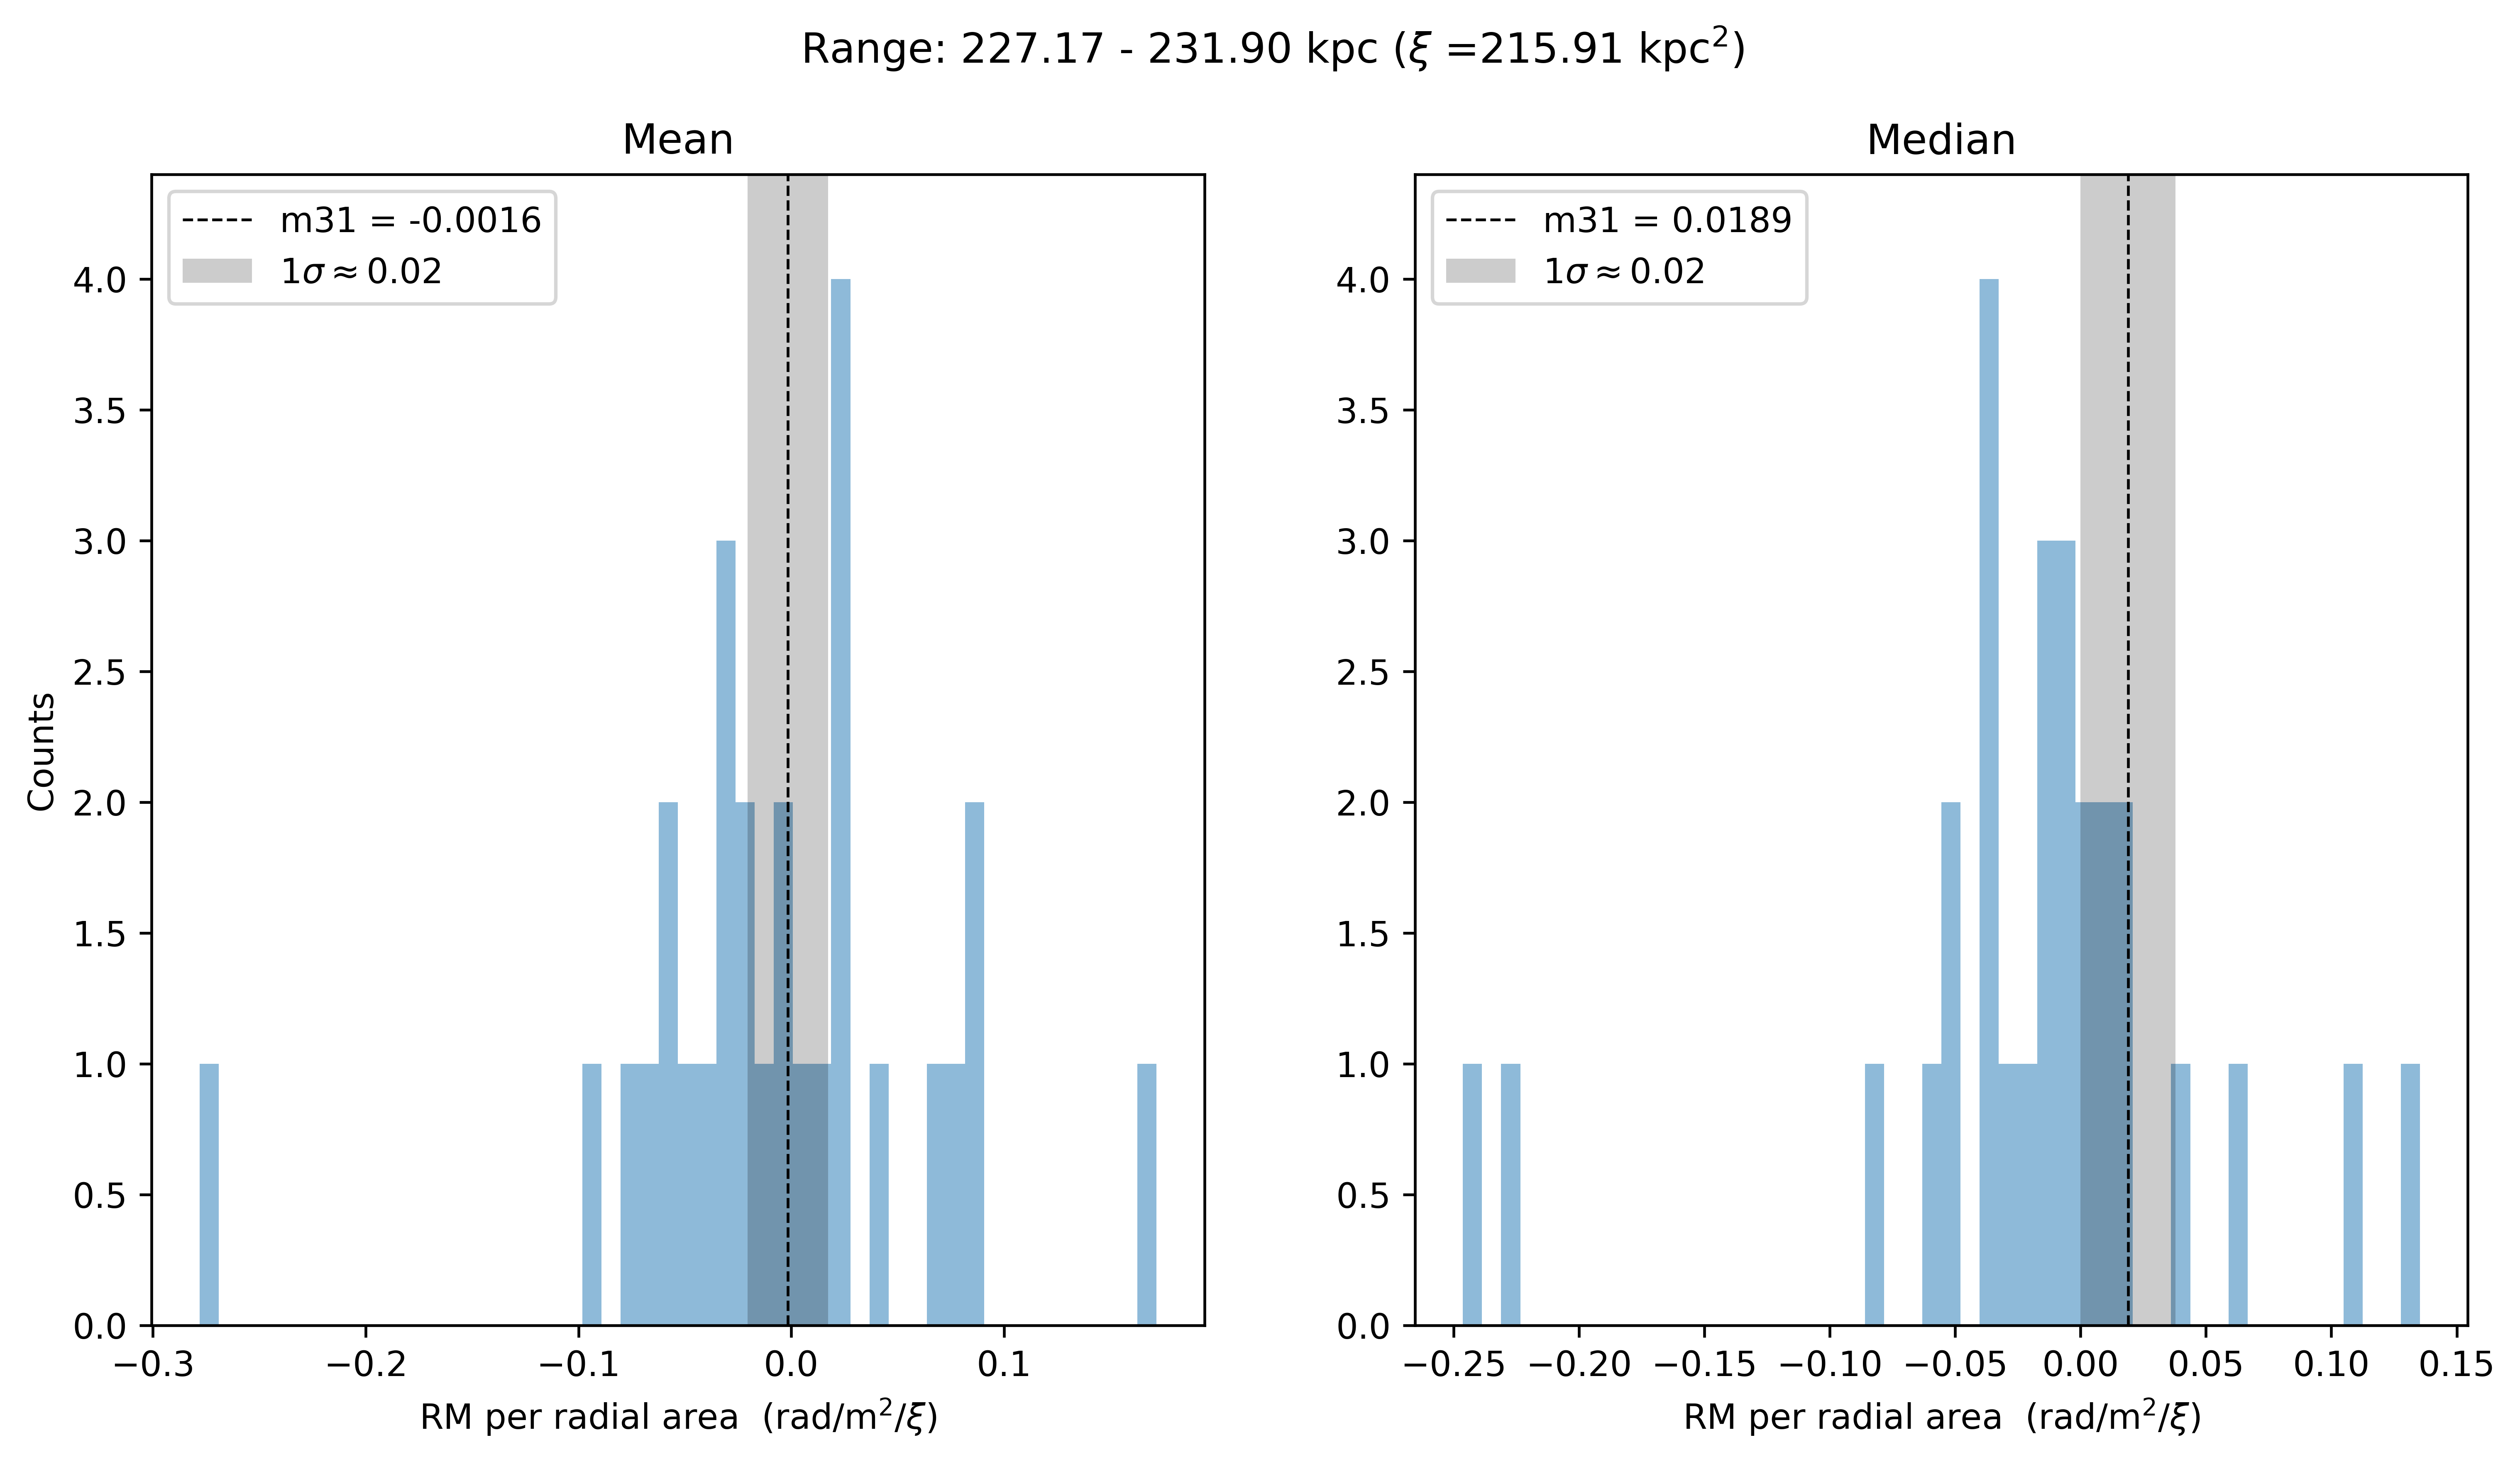 Range: 227.17 - 231.90 kpc (ξ =215.91 kpc²)
Mean
m31 = -0.0016
1σ ≈ 0.02
Counts
4.0
3.5
3.0
2.5
2.0
1.5
1.0
0.5
0.0
−0.3 −0.2 −0.1 0.0 0.1
RM per radial area (rad/m²/ξ)
Median
m31 = 0.0189
1σ ≈ 0.02
4.0
3.5
3.0
2.5
2.0
1.5
1.0
0.5
0.0
−0.25 −0.20 −0.15 −0.10 −0.05 0.00 0.05 0.10 0.15
RM per radial area (rad/m²/ξ)